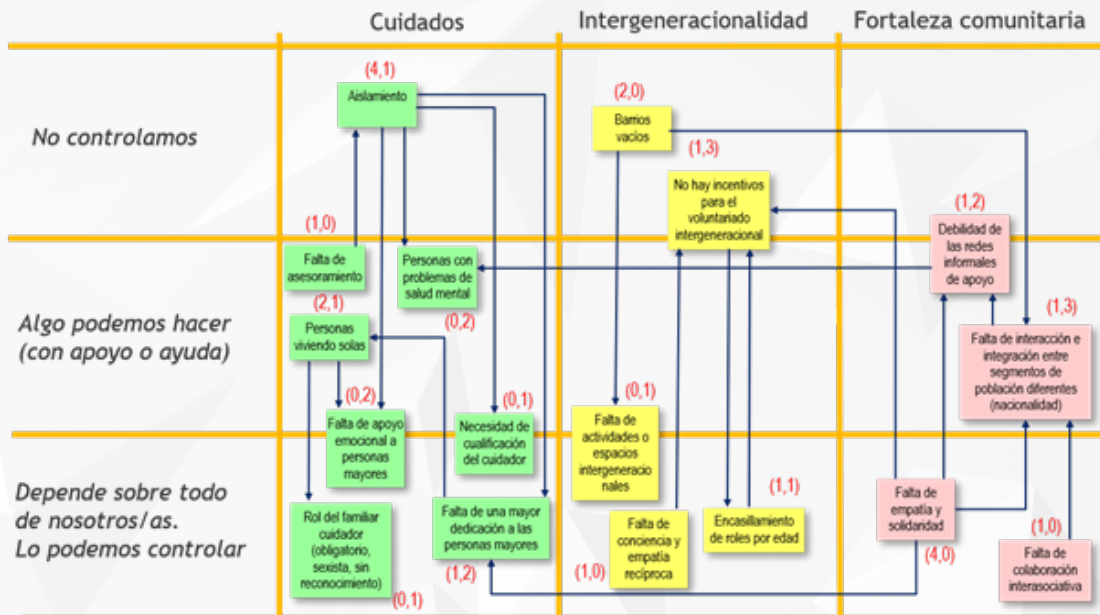 Cuidados
Intergeneracionalidad
Fortaleza comunitaria
No controlamos
(4,1)
Aislamiento
(2,0)
Barrios
vacíos
(1,3)
No hay incentivos
para el
voluntariado
intergeneracional
(1,2)
Debilidad de
las redes
informales
de apoyo
(1,0)
Falta de
asesoramiento
Personas con
problemas de
salud mental
(0,2)
Algo podemos hacer
(con apoyo o ayuda)
(2,1)
Personas
viviendo solas
(1,3)
Falta de interacción e
integración entre
segmentos de
población diferentes
(nacionalidad)
(0,2)
Falta de apoyo
emocional a
personas
mayores
(0,1)
Necesidad de
cualificación
del cuidador
(0,1)
Falta de
actividades o
espacios
intergeneracio
nales
Depende sobre todo
de nosotros/as.
Lo podemos controlar
Rol del familiar
cuidador
(obligatorio,
sexista, sin
reconocimiento)
(0,1)
Falta de una mayor
dedicación a las
personas mayores
(1,2)
Falta de
conciencia y
empatía
recíproca
(1,0)
(1,1)
Encasillamiento
de roles por edad
Falta de
empatía y
solidaridad
(4,0)
(1,0)
Falta de
colaboración
interasociativa